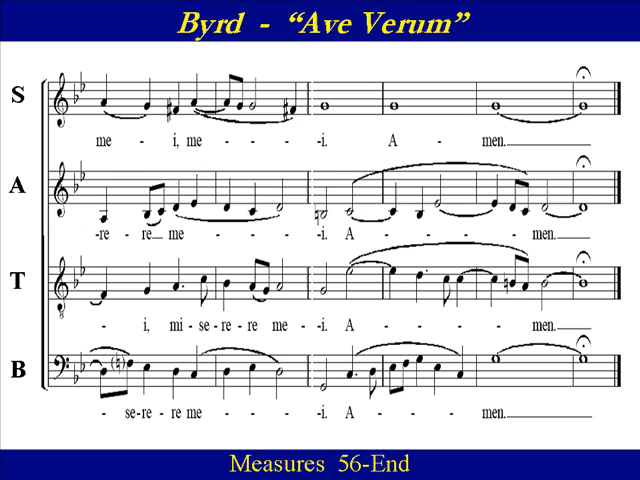 Byrd - “Ave Verum”
S
me - i, me - - - -i. A - men.
A
-re - re me - - - -i. A - - - - men.
T
- i, mi - se - re - re me - -i. A - - - - men.
8
B
- se-re - re me - - -i. A - - - men.
Measures 56-End